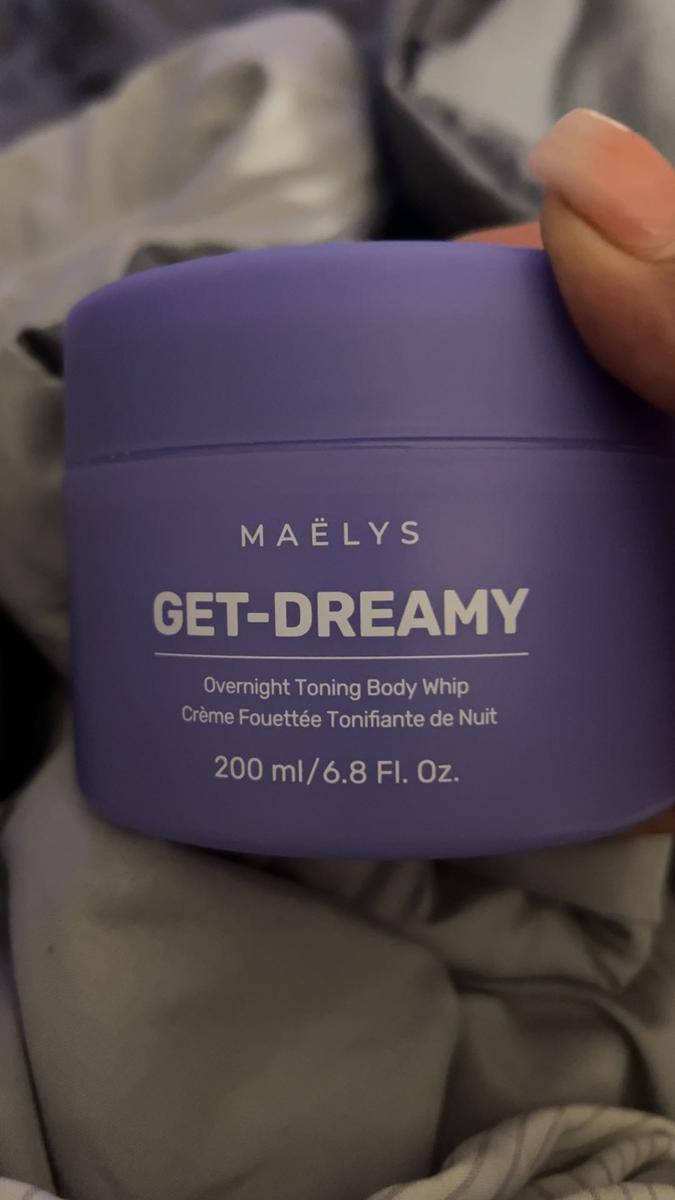 MAËLYS
GET-DREAMY
Overnight Toning Body Whip
Crème Fouettée Tonifiante de Nuit
200 ml/6.8 Fl. Oz.